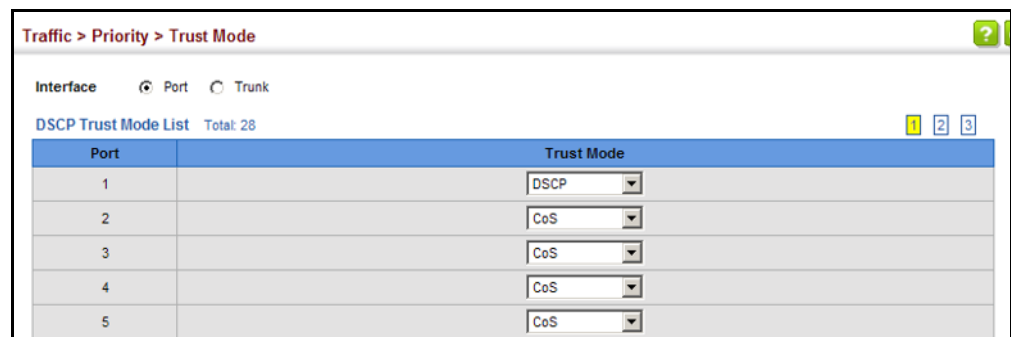 Traffic > Priority > Trust Mode ?
Interface Port Trunk
DSCP Trust Mode List Total: 28 1 2 3
Port Trust Mode
1 DSCP
2 CoS
3 CoS
4 CoS
5 CoS